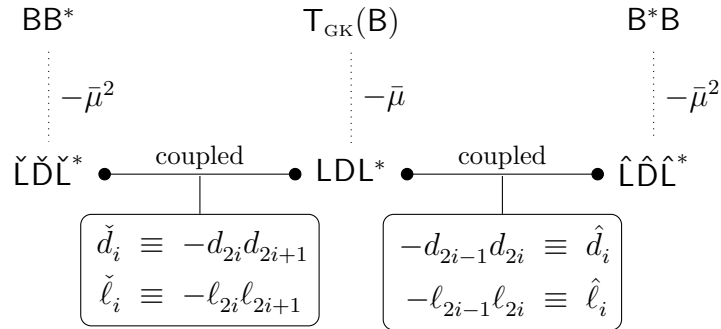 BB* T_GK(B) B*B
−μ̄² −μ̄ −μ̄²
ĽĎĽ* coupled LDL* coupled L̂D̂L̂*
ď_i ≡ −d_{2i}d_{2i+1}
ℓ̌_i ≡ −ℓ_{2i}ℓ_{2i+1}
−d_{2i−1}d_{2i} ≡ d̂_i
−ℓ_{2i−1}ℓ_{2i} ≡ ℓ̂_i